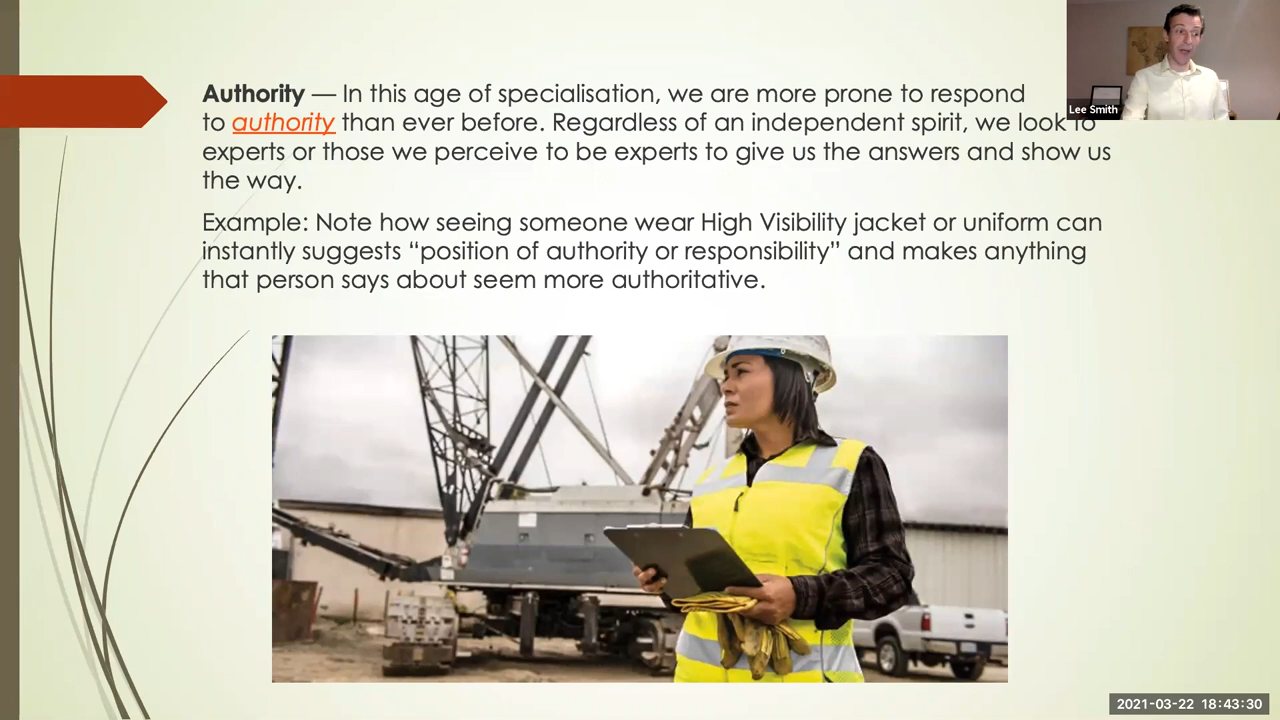 Authority — In this age of specialisation, we are more prone to respond
to authority than ever before. Regardless of an independent spirit, we look to
experts or those we perceive to be experts to give us the answers and show us
the way.
Example: Note how seeing someone wear High Visibility jacket or uniform can
instantly suggests “position of authority or responsibility” and makes anything
that person says about seem more authoritative.
Lee Smith
2021-03-22 18:43:30